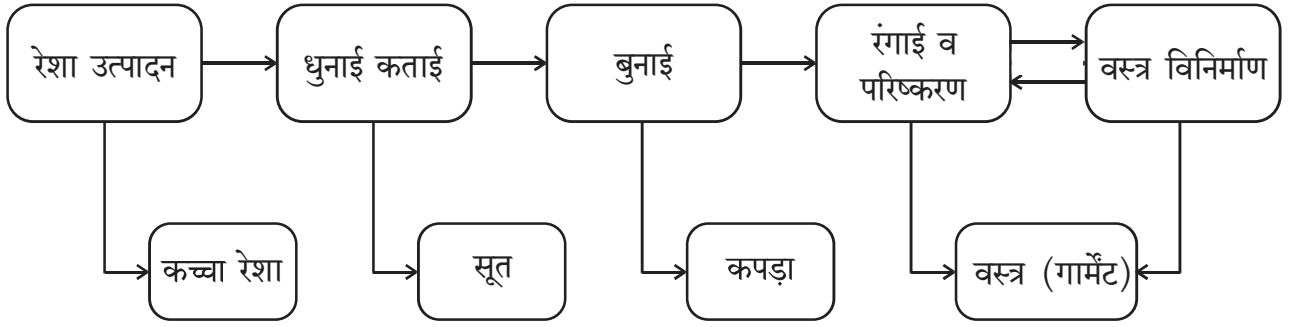 रेशा उत्पादन
धुनाई कताई
बुनाई
रंगाई व
परिष्करण
वस्त्र विनिर्माण
कच्चा रेशा
सूत
कपड़ा
वस्त्र (गार्मेंट)